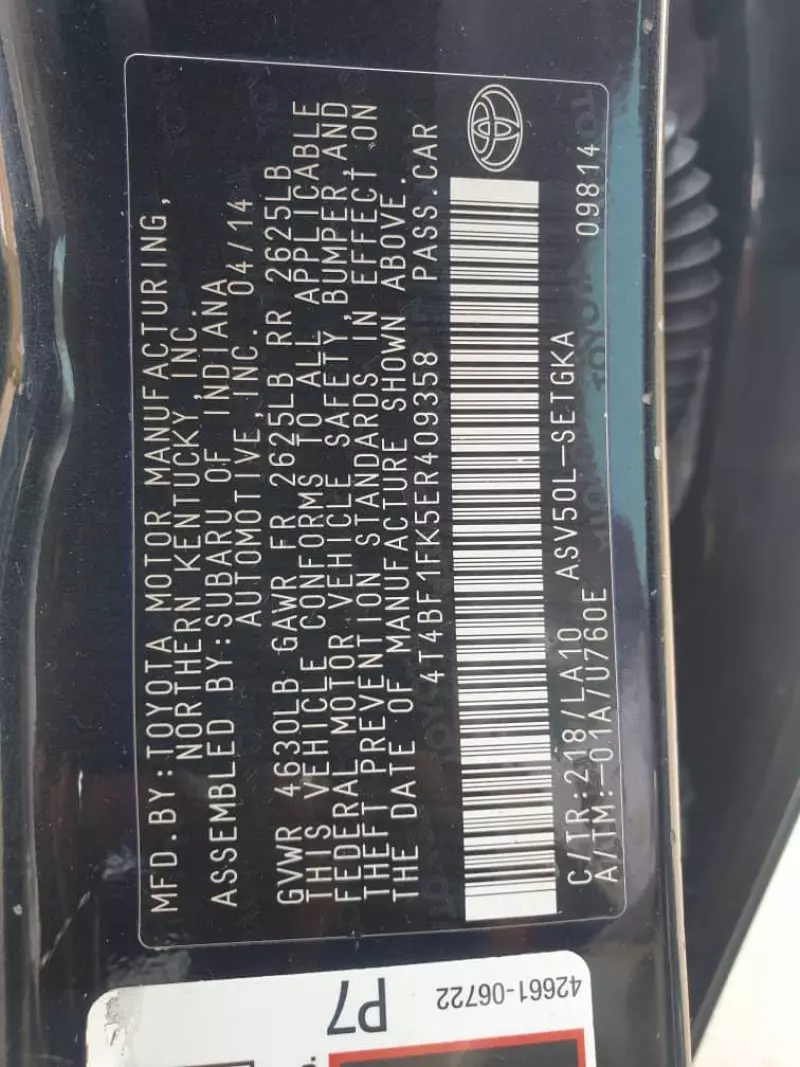 MFD.BY:TOYOTA MOTOR MANUFACTURING,
NORTHERN KENTUCKY,INC.
ASSEMBLED BY:SUBARU OF INDIANA
AUTOMOTIVE,INC. 04/14
GVWR 4630LB GAWR FR 2625LB RR 2625LB
THIS VEHICLE CONFORMS TO ALL APPLICABLE
FEDERAL MOTOR VEHICLE SAFETY,BUMPER,AND
THEFT PREVENTION STANDARDS IN EFFECT ON
THE DATE OF MANUFACTURE SHOWN ABOVE.
4T4BF1FK5ER409358 PASS.CAR
C/TR:218/LA10 ASV50L-SETGKA 09814
A/TM:-01A/U760E
42661-06722
P7